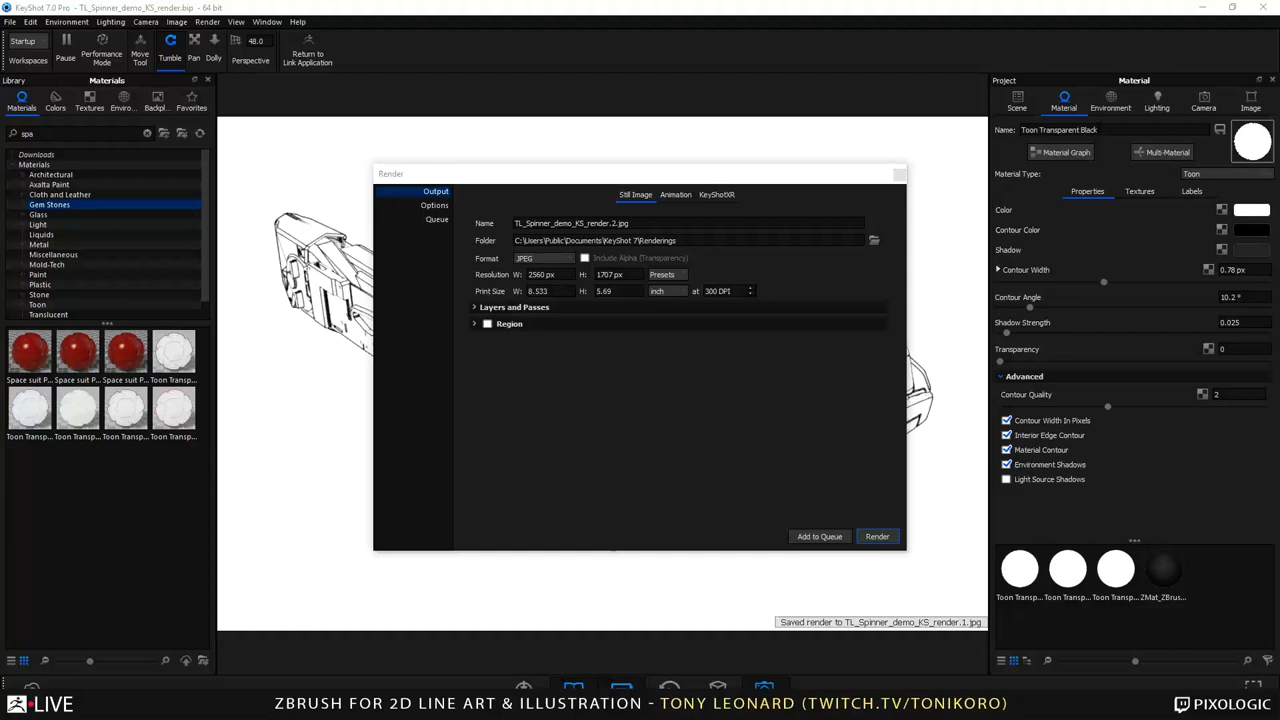 KeyShot 7.0 Pro - TL_Spinner_demo_KS_render.bip - 64 bit
File Edit Environment Lighting Camera Image Render View Window Help
Startup
Workspaces
Pause
Performance Mode
Move Tool
Tumble
Pan
Dolly
48.0
Perspective
Return to Link Application
Library
Materials
Materials Colors Textures Enviro... Backpl... Favorites
spa
Downloads
Materials
Architectural
Axalta Paint
Cloth and Leather
Gem Stones
Glass
Light
Liquids
Metal
Miscellaneous
Mold-Tech
Paint
Plastic
Stone
Toon
Translucent
Space suit P... Space suit P... Space suit P... Toon Transp...
Toon Transp... Toon Transp... Toon Transp... Toon Transp...
Render
Output
Options
Queue
Still Image Animation KeyShotXR
Name TL_Spinner_demo_KS_render.2.jpg
Folder C:\Users\Public\Documents\KeyShot 7\Renderings
Format JPEG Include Alpha (Transparency)
Resolution W: 2560 px H: 1707 px Presets
Print Size W: 8.533 H: 5.69 inch at 300 DPI
Layers and Passes
Region
Add to Queue Render
Saved render to TL_Spinner_demo_KS_render.1.jpg
Project
Material
Scene Material Environment Lighting Camera Image
Name: Toon Transparent Black
Material Graph Multi-Material
Material Type: Toon
Properties Textures Labels
Color
Contour Color
Shadow
Contour Width 0.78 px
Contour Angle 10.2 °
Shadow Strength 0.025
Transparency 0
Advanced
Contour Quality 2
Contour Width In Pixels
Interior Edge Contour
Material Contour
Environment Shadows
Light Source Shadows
Toon Transp... Toon Transp... Toon Transp... ZMat_ZBrus...
LIVE
ZBRUSH FOR 2D LINE ART & ILLUSTRATION - TONY LEONARD (TWITCH.TV/TONIKORO)
PIXOLOGIC